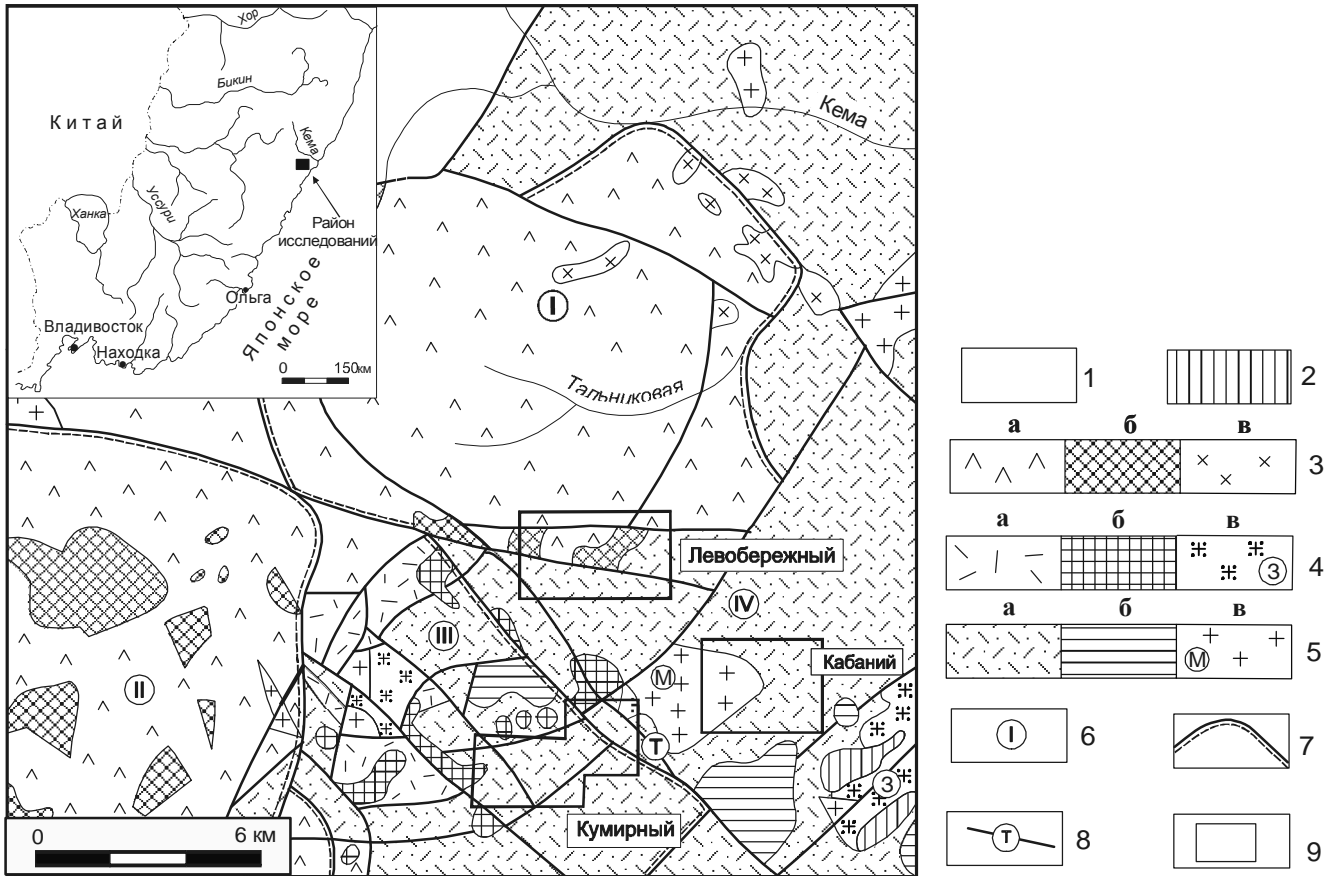 Хор
Бикин
Китай
Кема
Уссури
Ханка
Район
исследований
Ольга
Японское
море
Владивосток
Находка
0 150км
Кема
I
Тальниковая
Левобережный
IV
III
Кабаний
М
II
Т
З
Кумирный
0 6 км
1
2
а б в
3
а б в
З
4
а б в
М
5
I
6
7
Т
8
9